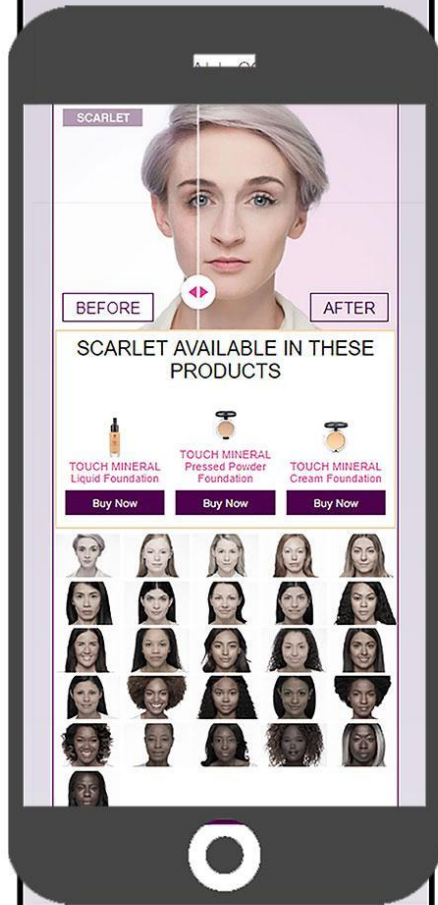 SCARLET
BEFORE
AFTER
SCARLET AVAILABLE IN THESE
PRODUCTS
TOUCH MINERAL
Liquid Foundation
Buy Now
TOUCH MINERAL
Pressed Powder
Foundation
Buy Now
TOUCH MINERAL
Cream Foundation
Buy Now